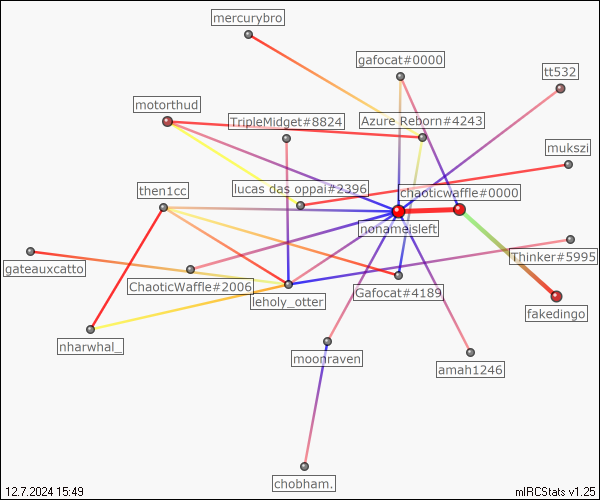 mercurybro
gafocat#0000
tt532
motorthud
TripleMidget#8824
Azure Reborn#4243
mukszi
then1cc
lucas das oppai#2396
chaoticwaffle#0000
nonameisleft
Thinker#5995
gateauxcatto
ChaoticWaffle#2006
leholy_otter
Gafocat#4189
fakedingo
nharwhal_
moonraven
amah1246
chobham.
12.7.2024 15:49
mIRCStats v1.25